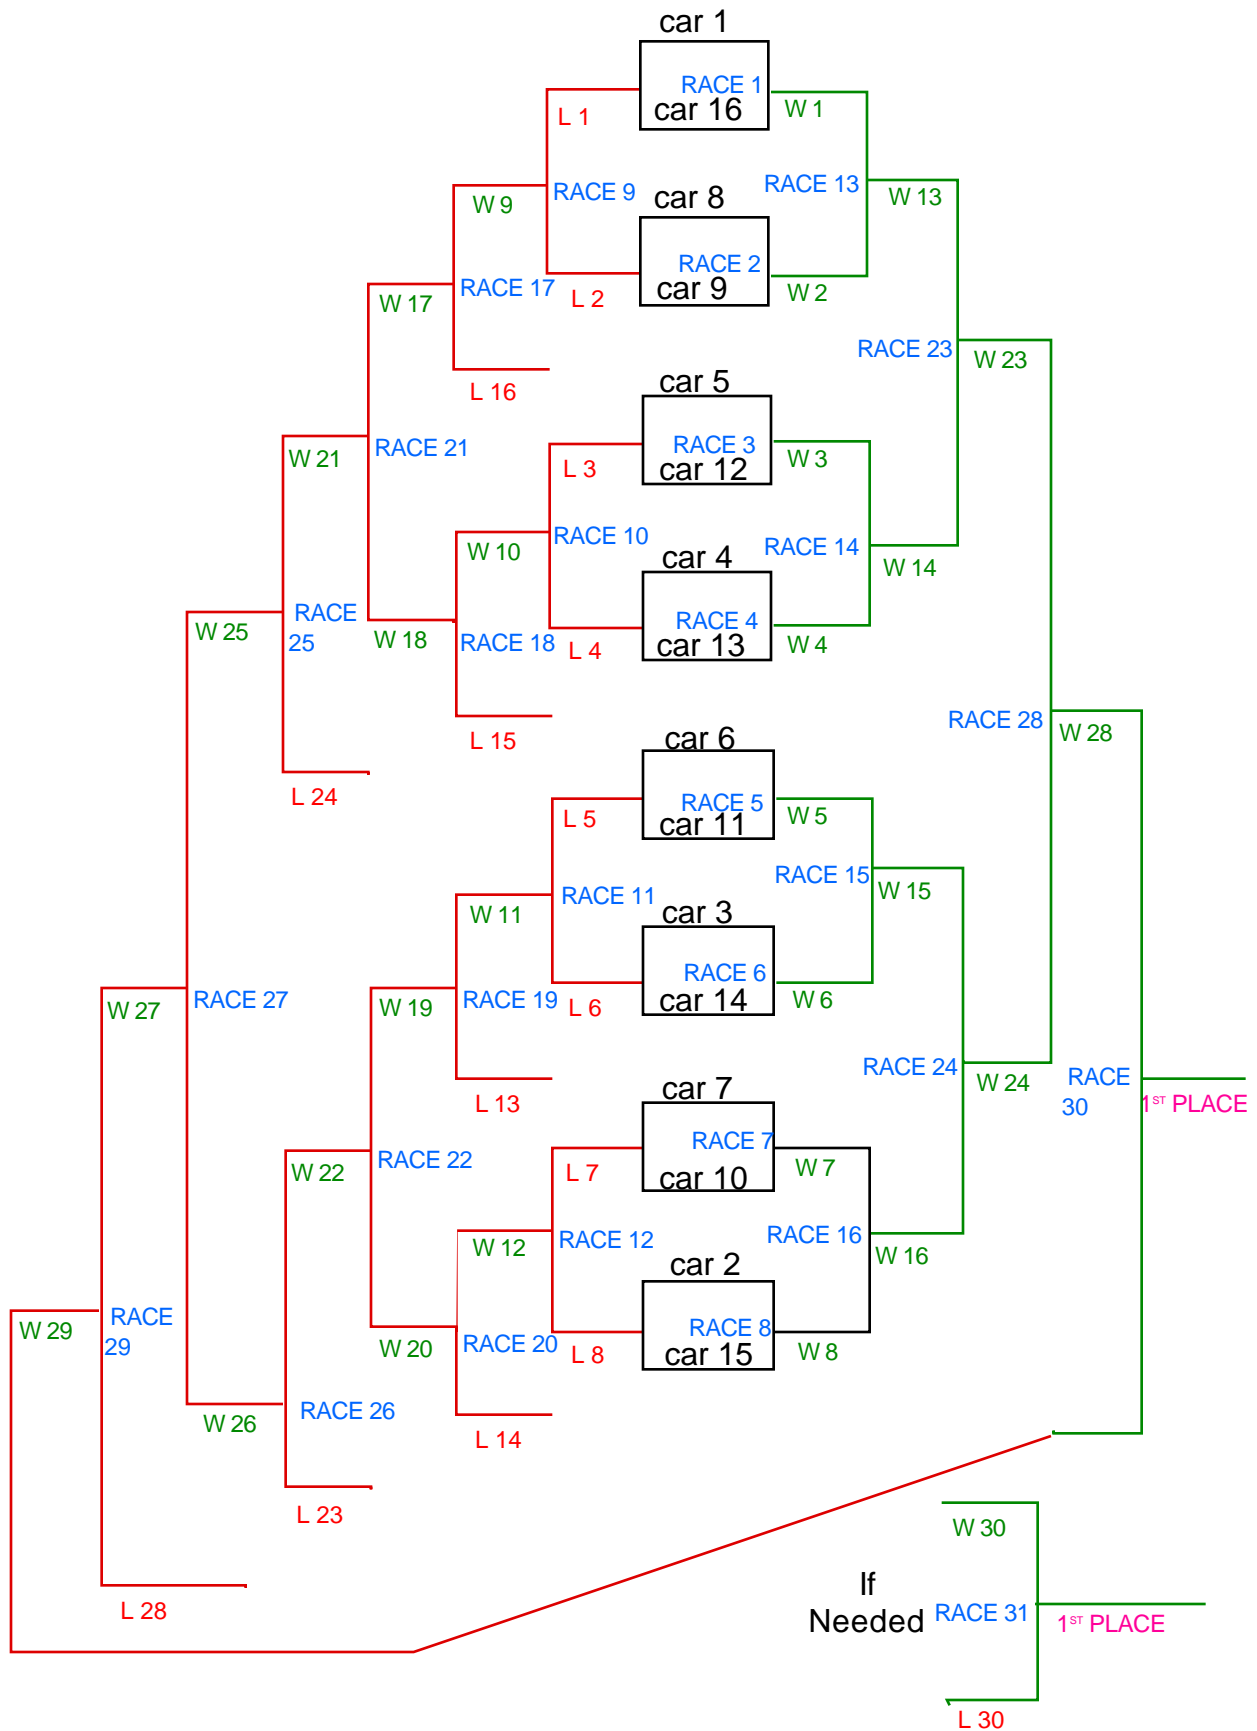 car 1
RACE 1
car 16
L 1
W 1
RACE 13
RACE 9
W 9
W 13
car 8
RACE 2
car 9
L 2
W 2
RACE 17
W 17
RACE 23
W 23
L 16
car 5
RACE 3
car 12
L 3
W 3
RACE 21
W 21
RACE 10
W 10
RACE 14
W 14
car 4
RACE 4
car 13
L 4
W 4
RACE
25
W 25
W 18
RACE 18
RACE 28
W 28
L 15
car 6
L 24
RACE 5
car 11
L 5
W 5
RACE 15
W 15
RACE 11
W 11
car 3
RACE 6
car 14
L 6
W 6
RACE 27
W 27
W 19
RACE 19
RACE 24
W 24
RACE
30
1ST PLACE
L 13
car 7
RACE 7
car 10
L 7
W 7
W 22
RACE 22
RACE 12
W 12
RACE 16
W 16
car 2
RACE 8
car 15
L 8
W 8
RACE
29
W 29
W 20
RACE 20
W 26
RACE 26
L 14
L 23
W 30
If
Needed
RACE 31
1ST PLACE
L 28
L 30